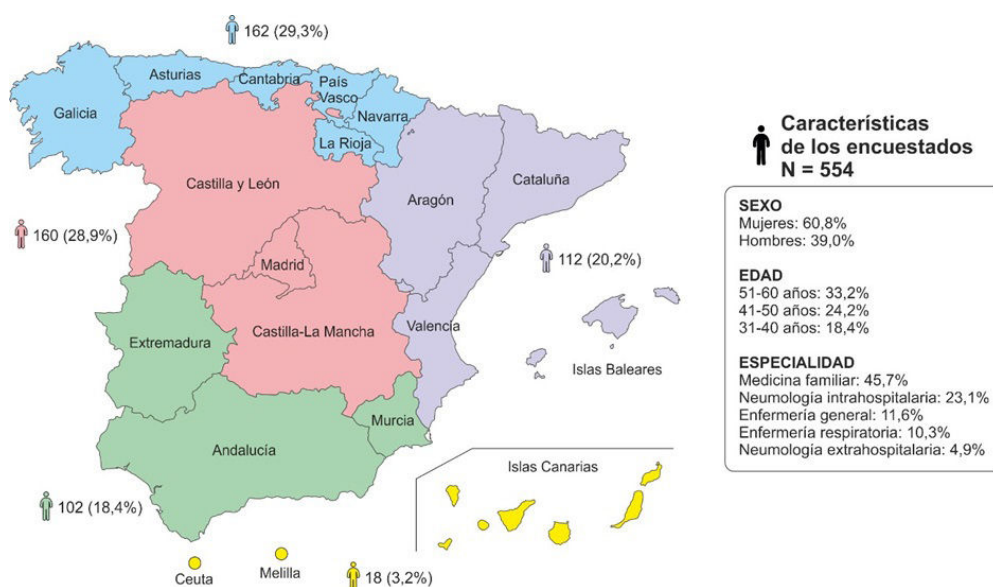 162 (29,3%)
Asturias
Cantabria
País
Vasco
Galicia
Navarra
La Rioja
Castilla y León
Aragón
Cataluña
160 (28,9%)
Madrid
112 (20,2%)
Castilla-La Mancha
Valencia
Extremadura
Islas Baleares
Murcia
Andalucía
Islas Canarias
102 (18,4%)
Ceuta
Melilla
18 (3,2%)
Características
de los encuestados
N = 554
SEXO
Mujeres: 60,8%
Hombres: 39,0%
EDAD
51-60 años: 33,2%
41-50 años: 24,2%
31-40 años: 18,4%
ESPECIALIDAD
Medicina familiar: 45,7%
Neumología intrahospitalaria: 23,1%
Enfermería general: 11,6%
Enfermería respiratoria: 10,3%
Neumología extrahospitalaria: 4,9%